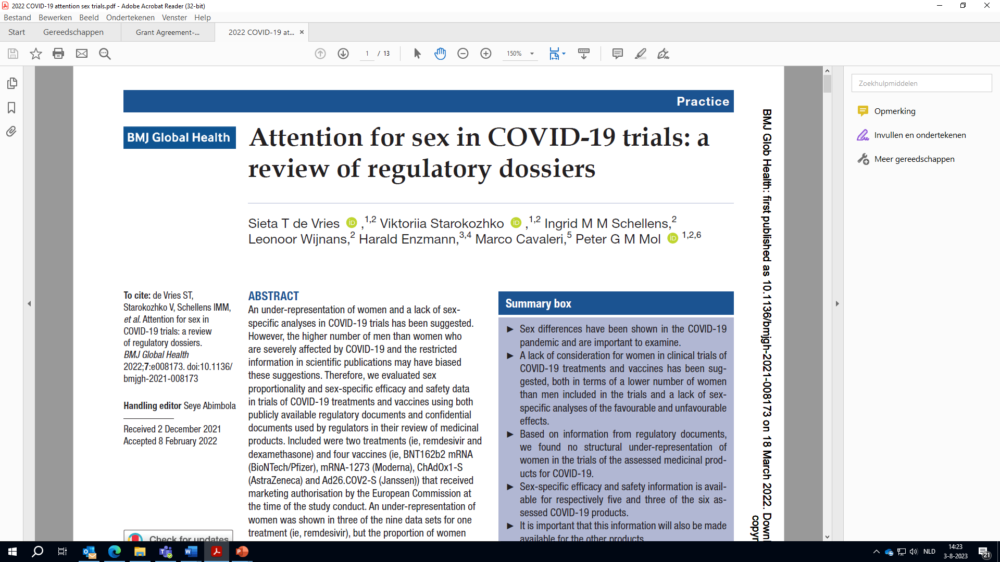 2022 COVID-19 attention sex trials.pdf - Adobe Acrobat Reader (32-bit)
Bestand Bewerken Beeld Ondertekenen Venster Help
Start Gereedschappen Grant Agreement-... 2022 COVID-19 at... ×
1 / 13 150%
Zoekhulpmiddelen
Opmerking
Invullen en ondertekenen
Meer gereedschappen
Practice
BMJ Global Health
Attention for sex in COVID-19 trials: a
review of regulatory dossiers
Sieta T de Vries iD ,1,2 Viktoriia Starokozhko iD ,1,2 Ingrid M M Schellens,2
Leonoor Wijnans,2 Harald Enzmann,3,4 Marco Cavaleri,5 Peter G M Mol iD 1,2,6
To cite: de Vries ST,
Starokozhko V, Schellens IMM,
et al. Attention for sex in
COVID-19 trials: a review
of regulatory dossiers.
BMJ Global Health
2022;7:e008173. doi:10.1136/
bmjgh-2021-008173
Handling editor Seye Abimbola
Received 2 December 2021
Accepted 8 February 2022
Check for updates
ABSTRACT
An under-representation of women and a lack of sex-
specific analyses in COVID-19 trials has been suggested.
However, the higher number of men than women who
are severely affected by COVID-19 and the restricted
information in scientific publications may have biased
these suggestions. Therefore, we evaluated sex
proportionality and sex-specific efficacy and safety data
in trials of COVID-19 treatments and vaccines using both
publicly available regulatory documents and confidential
documents used by regulators in their review of medicinal
products. Included were two treatments (ie, remdesivir and
dexamethasone) and four vaccines (ie, BNT162b2 mRNA
(BioNTech/Pfizer), mRNA-1273 (Moderna), ChAdOx1-S
(AstraZeneca) and Ad26.COV2-S (Janssen)) that received
marketing authorisation by the European Commission at
the time of the study conduct. An under-representation of
women was shown in three of the nine data sets for one
treatment (ie, remdesivir), but the proportion of women
Summary box
► Sex differences have been shown in the COVID-19
pandemic and are important to examine.
► A lack of consideration for women in clinical trials of
COVID-19 treatments and vaccines has been sug-
gested, both in terms of a lower number of women
than men included in the trials and a lack of sex-
specific analyses of the favourable and unfavourable
effects.
► Based on information from regulatory documents,
we found no structural under-representation of
women in the trials of the assessed medicinal prod-
ucts for COVID-19.
► Sex-specific efficacy and safety information is avail-
able for respectively five and three of the six as-
sessed COVID-19 products.
► It is important that this information will also be made
available for the other products.
BMJ Glob Health: first published as 10.1136/bmjgh-2021-008173 on 18 March 2022. Down
copyr
NLD
14:23
3-8-2023
21